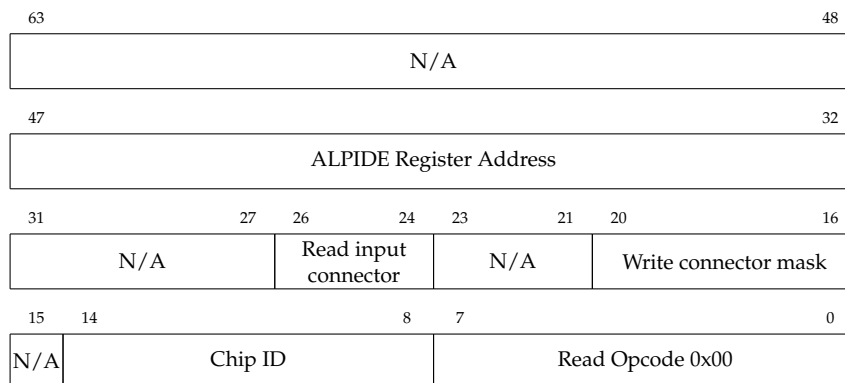 63 48
N/A
47 32
ALPIDE Register Address
31 27 26 24 23 21 20 16
N/A Read input connector N/A Write connector mask
15 14 8 7 0
N/A Chip ID Read Opcode 0x00